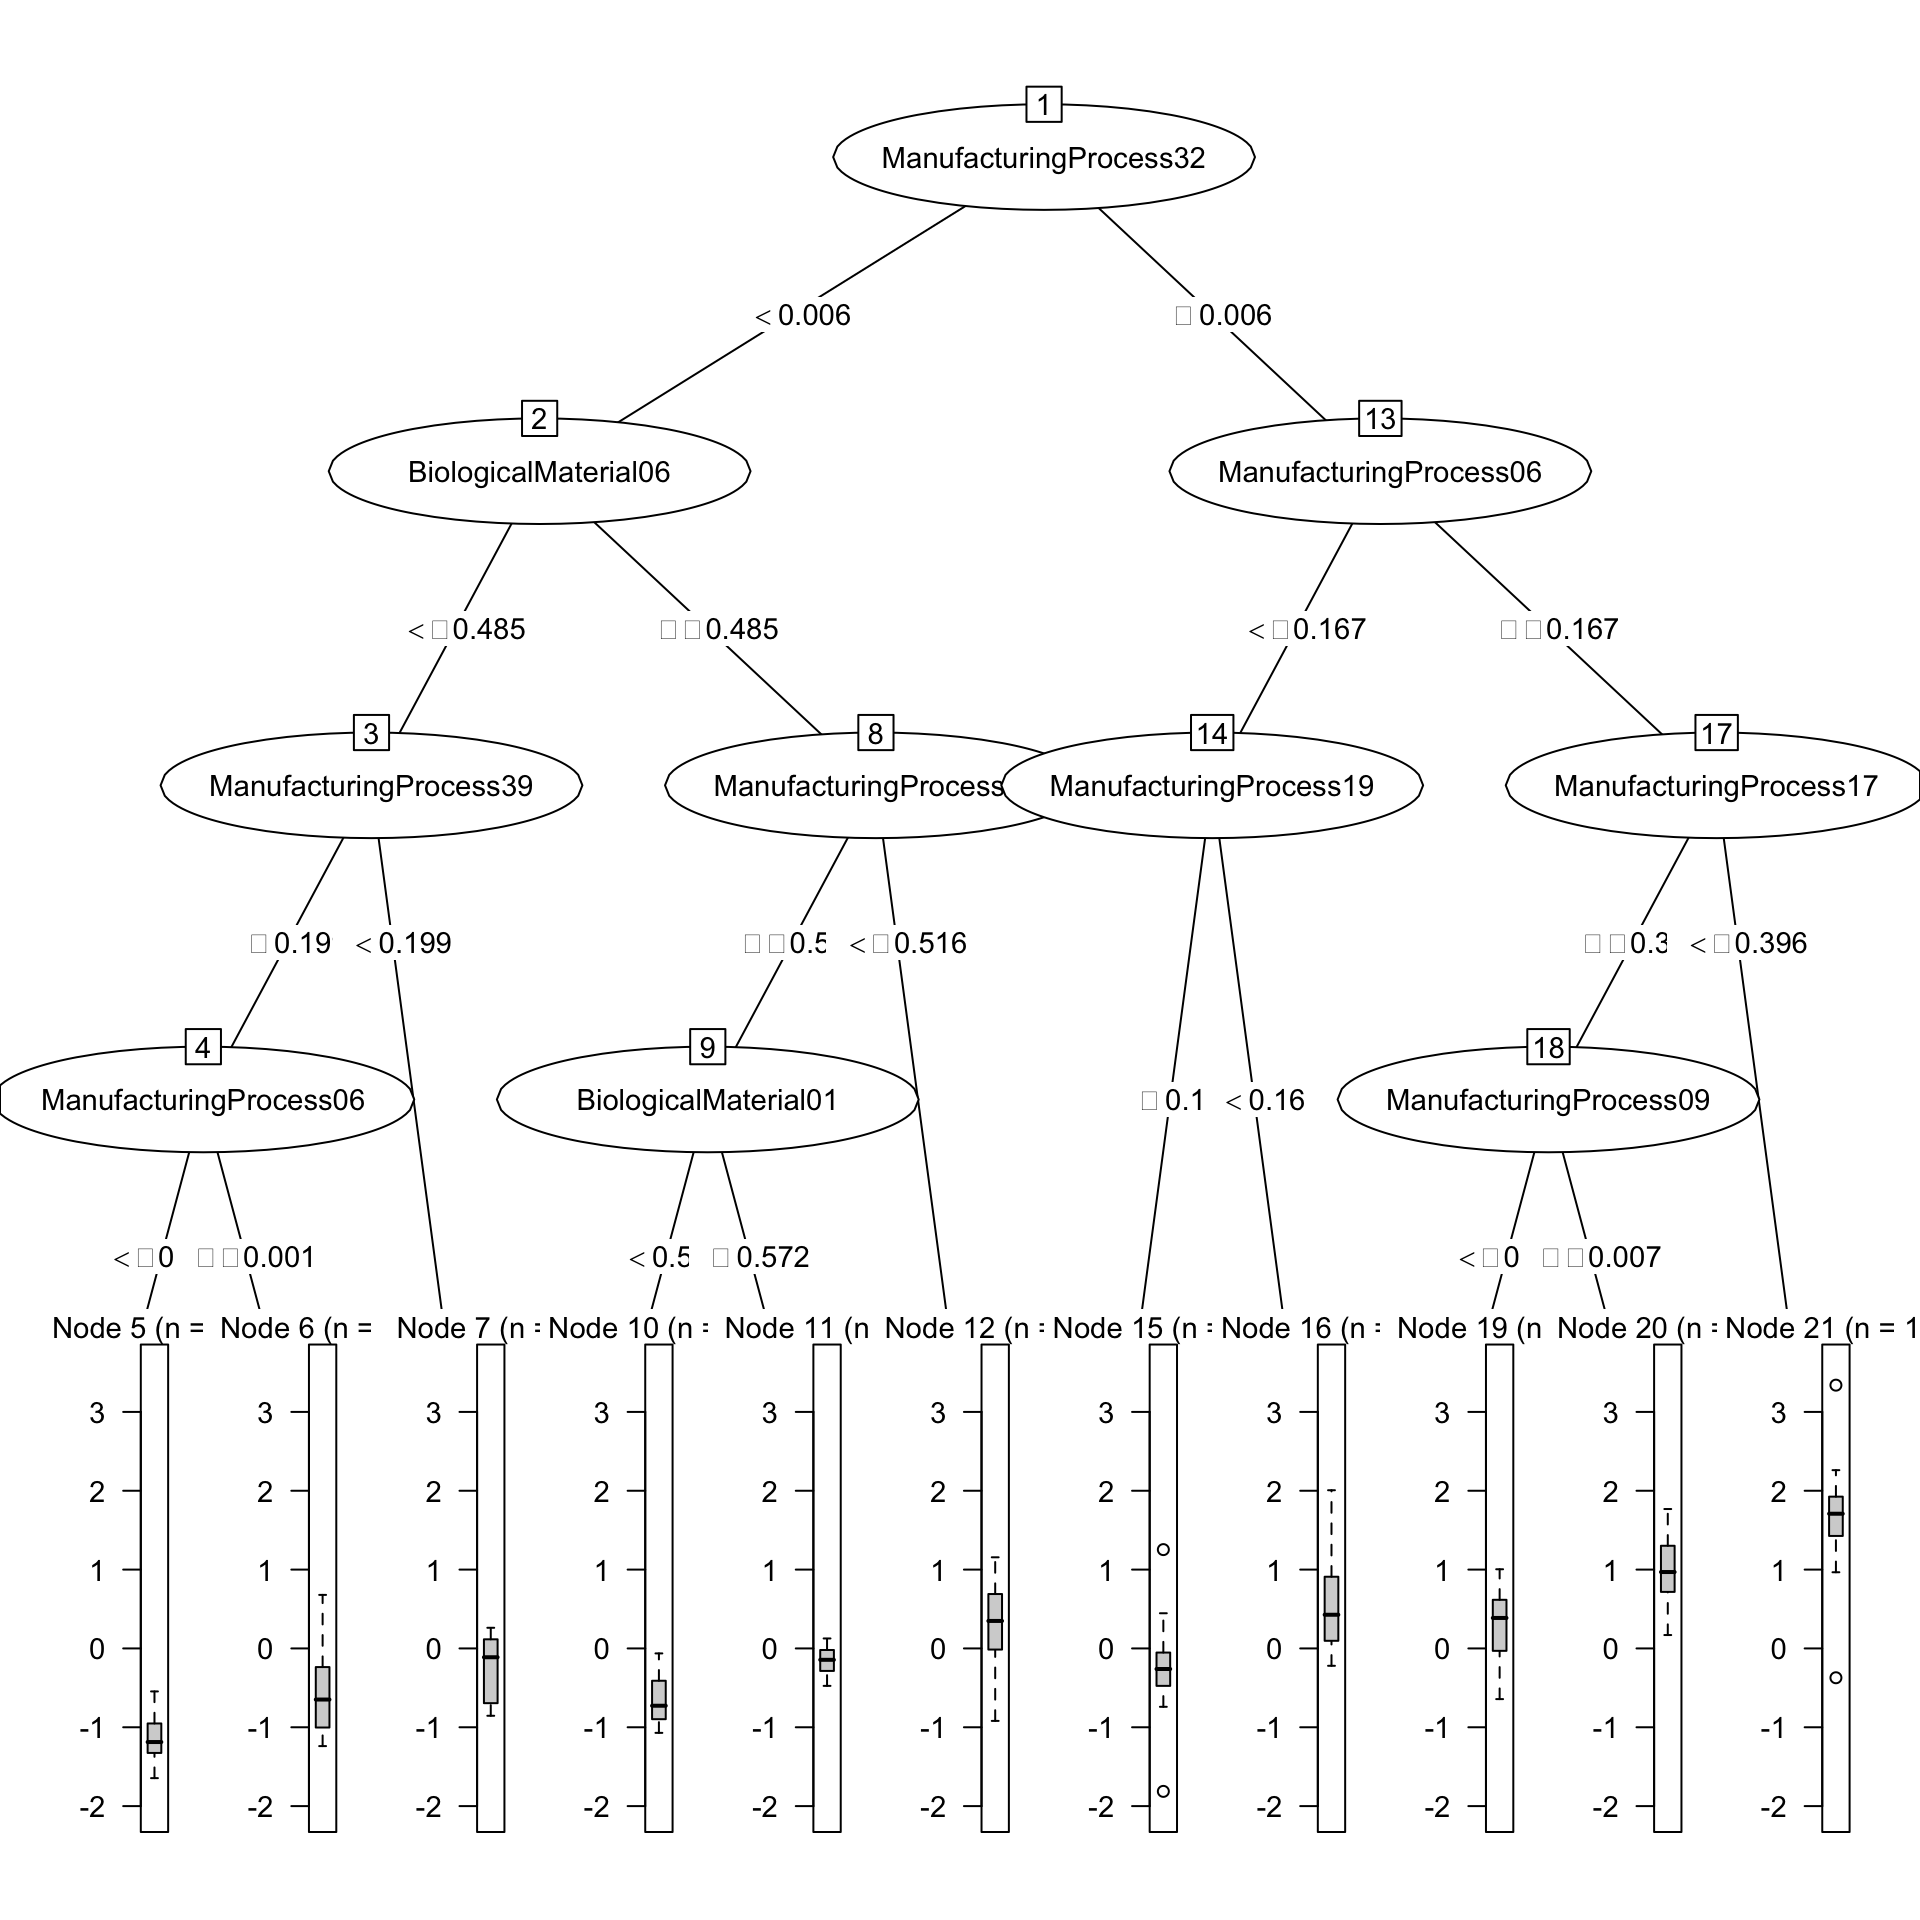 1
ManufacturingProcess32
< 0.006 □ 0.006
2 13
BiologicalMaterial06 ManufacturingProcess06
< □0.485 □ □0.485 < □0.167 □ □0.167
3 8 14 17
ManufacturingProcess39 ManufacturingProcess ManufacturingProcess19 ManufacturingProcess17
□ 0.19 < 0.199 □ □0.5 < □0.516 □ □0.3 < □0.396
4 9 18
ManufacturingProcess06 BiologicalMaterial01 □ 0.1 < 0.16 ManufacturingProcess09
< □0 □ □0.001 < 0.5 □ 0.572 < □0 □ □0.007
Node 5 (n = Node 6 (n = Node 7 (n = Node 10 (n = Node 11 (n Node 12 (n = Node 15 (n = Node 16 (n = Node 19 (n Node 20 (n = Node 21 (n = 1
3 3 3 3 3 3 3 3 3 3 3
2 2 2 2 2 2 2 2 2 2 2
1 1 1 1 1 1 1 1 1 1 1
0 0 0 0 0 0 0 0 0 0 0
-1 -1 -1 -1 -1 -1 -1 -1 -1 -1 -1
-2 -2 -2 -2 -2 -2 -2 -2 -2 -2 -2